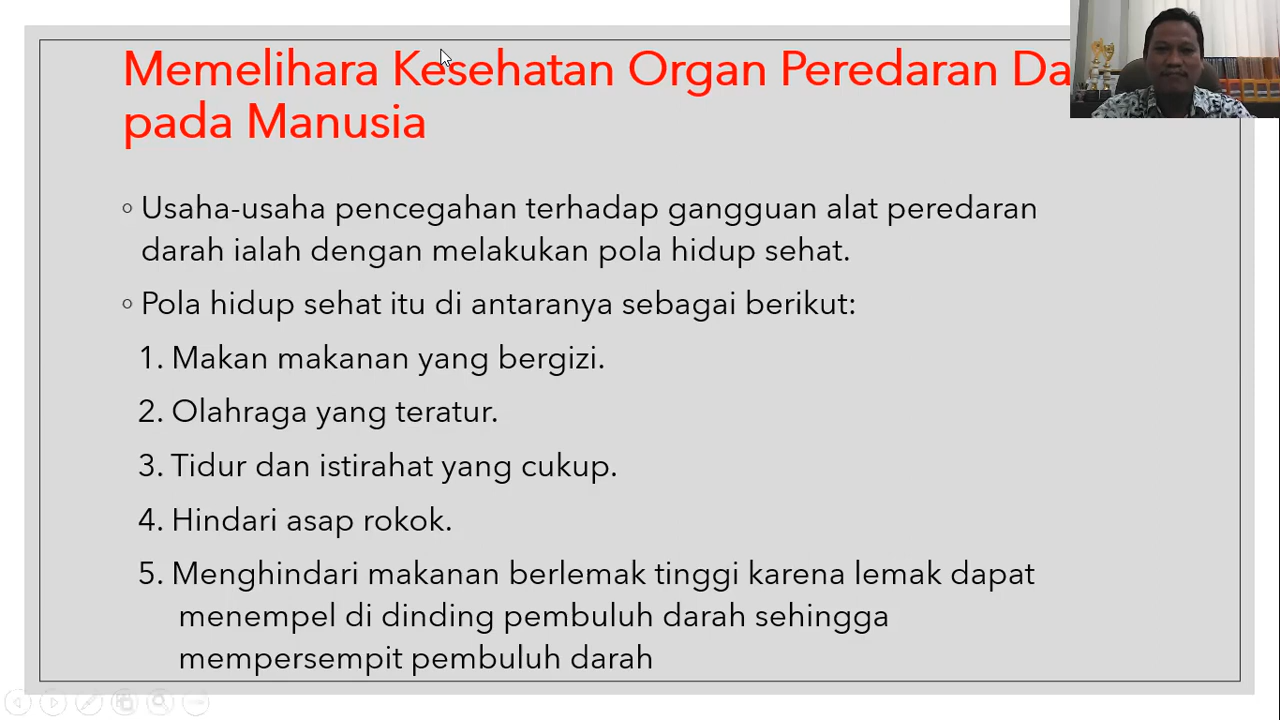 Memelihara Kesehatan Organ Peredaran
pada Manusia
Usaha-usaha pencegahan terhadap gangguan alat peredaran
darah ialah dengan melakukan pola hidup sehat.
Pola hidup sehat itu di antaranya sebagai berikut:
1. Makan makanan yang bergizi.
2. Olahraga yang teratur.
3. Tidur dan istirahat yang cukup.
4. Hindari asap rokok.
5. Menghindari makanan berlemak tinggi karena lemak dapat
menempel di dinding pembuluh darah sehingga
mempersempit pembuluh darah